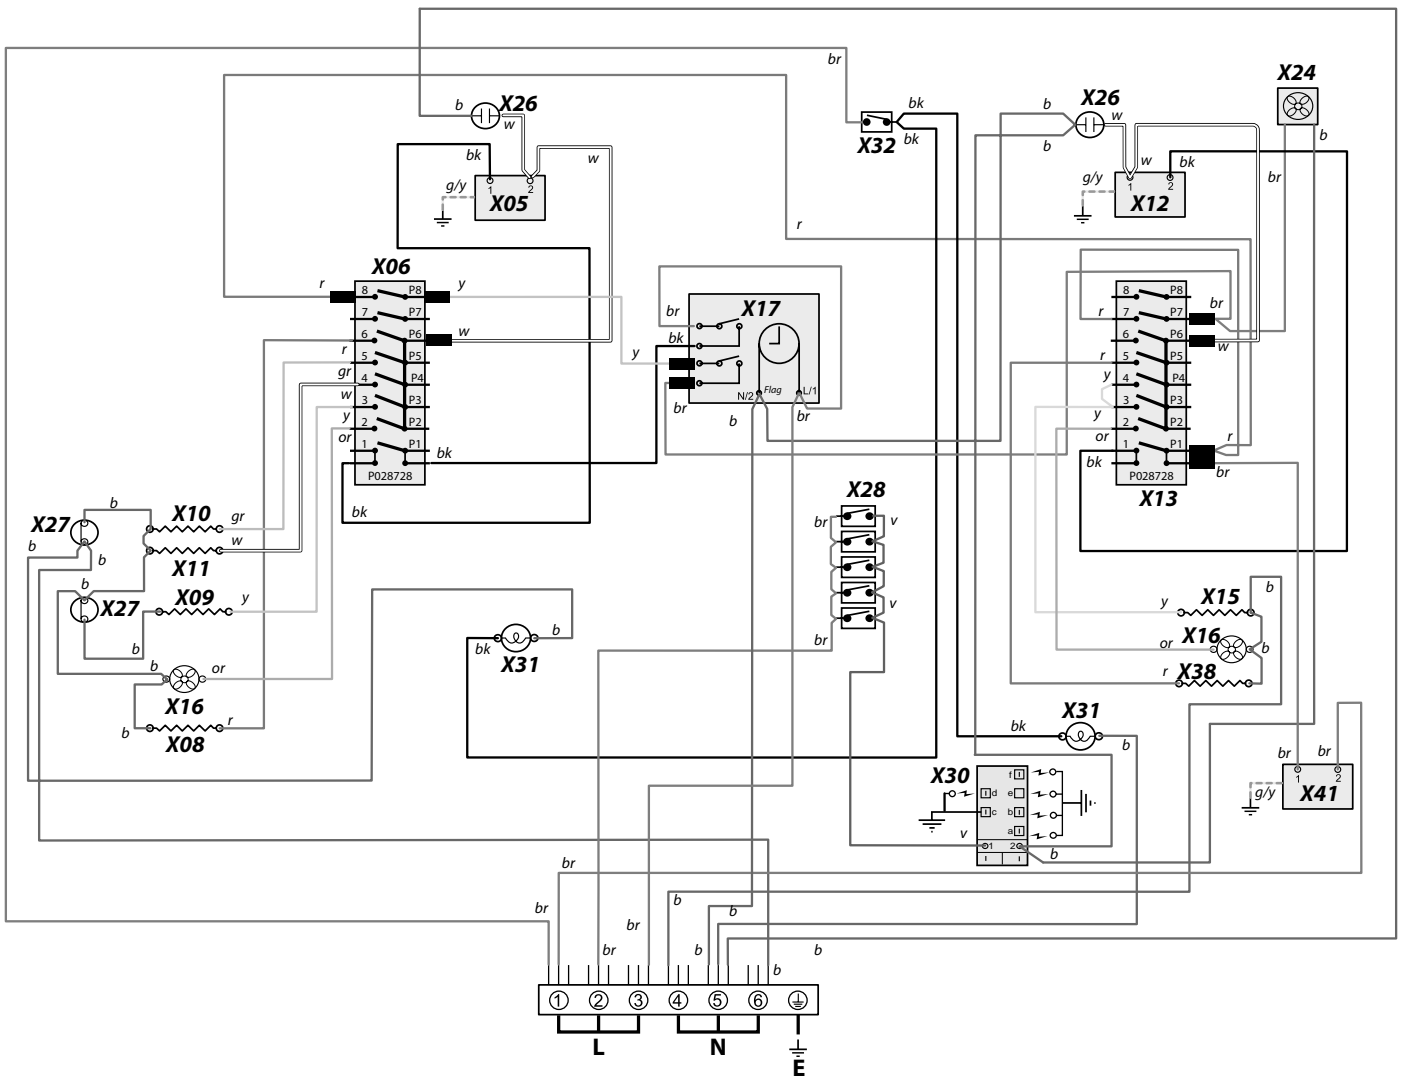 br
X24
b X26 w
bk
bk
X32
b X26 w
b
b
bk w
g/y
1 2
X05
w bk
g/y
1 2
X12
br
r
X06
r y
8 P8
7 P7
6 P6
5 P5
4 P4
3 P3
2 P2
1 P1
P028728
w
r
gr
w
y
or
bk
bk
X17
br
bk
y
br
N/2 Flag L/1
b br
8 P8
7 P7
6 P6
5 P5
4 P4
3 P3
2 P2
1 P1
P028728
X13
br
r
w
r
y
y
or
bk
r
br
X28
br v
v
br
b
X27 X10 gr
b b
w
X11
b
X27 X09 y
b
b or
X16
b r
X08
bk b
X31
y X15
or X16 b
r X38
X31
bk b
X30
f
d e
c b
a
1 2
v
b
br br
1 2
X41
g/y
br
br
b
b
br
br
b
b
b
1 2 3 4 5 6
L N
E